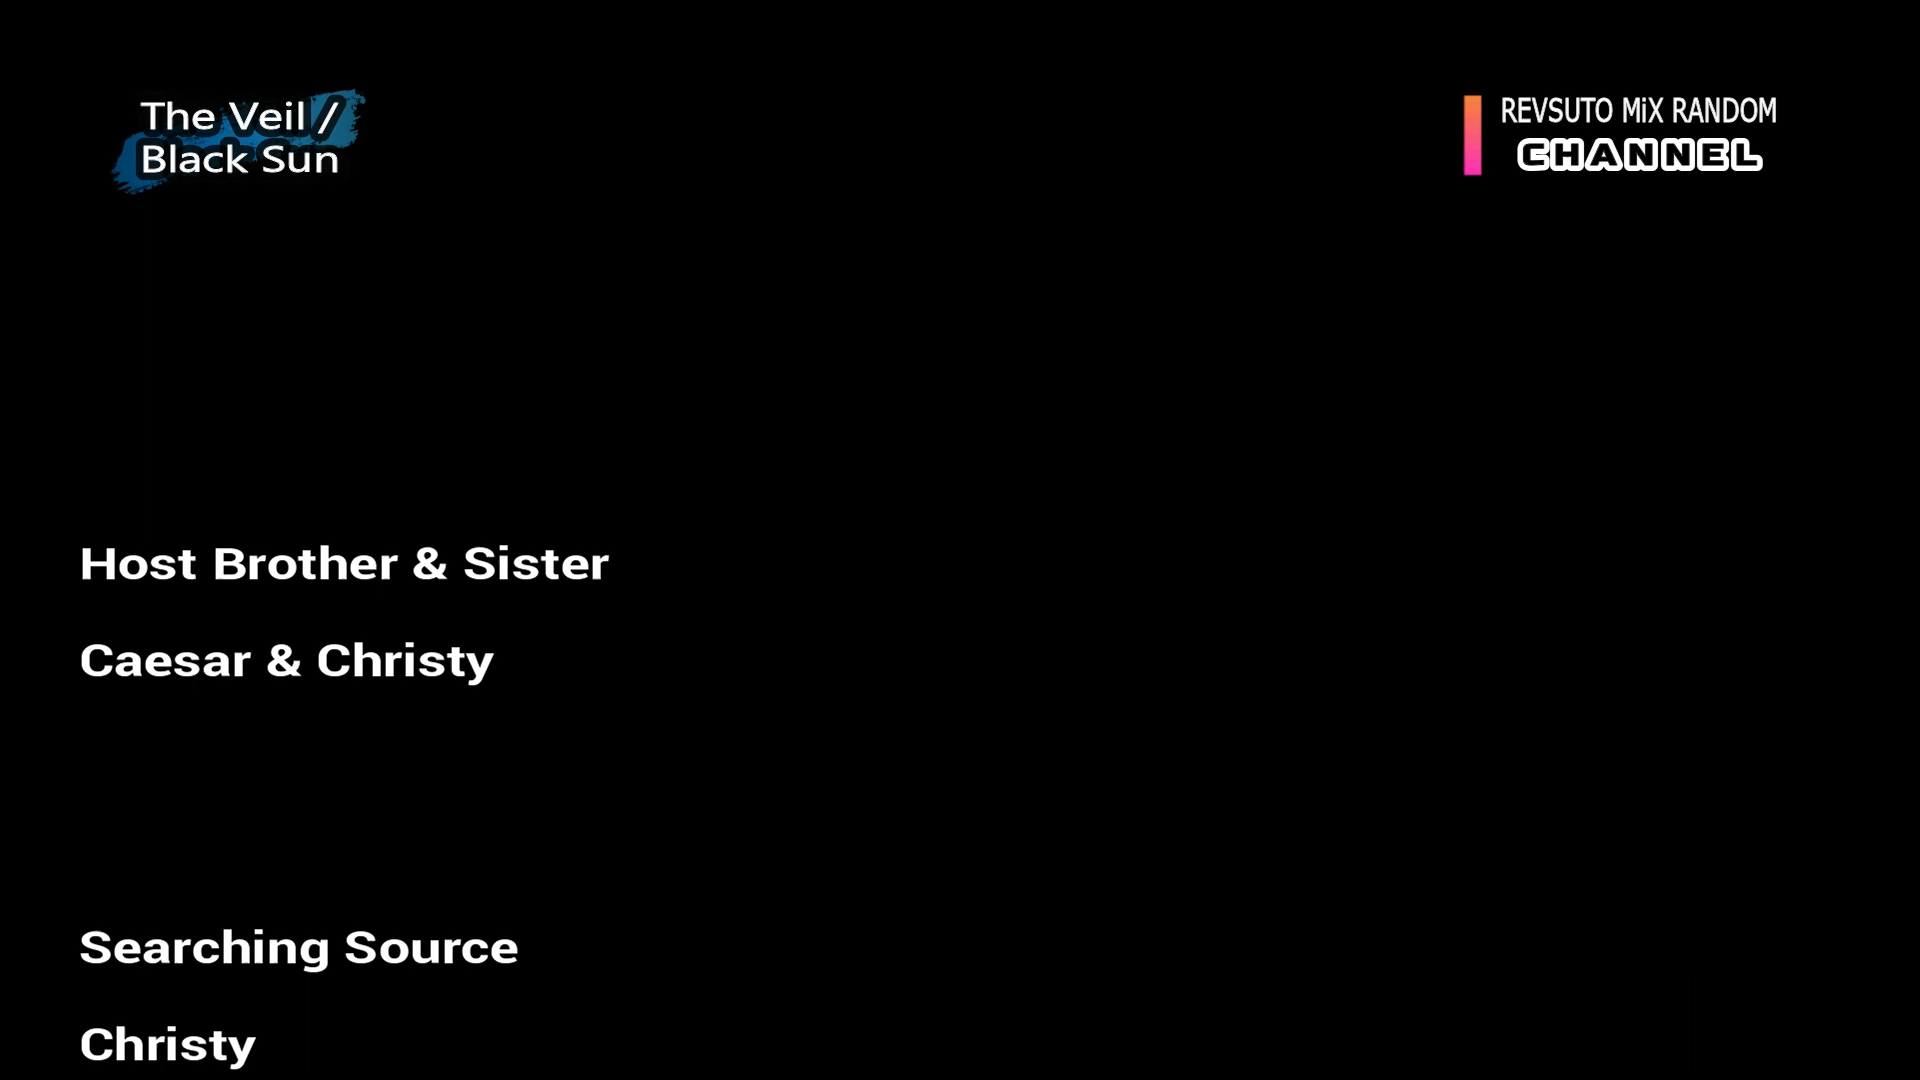 The Veil /
Black Sun
REVSUTO MiX RANDOM
CHANNEL
Host Brother & Sister
Caesar & Christy
Searching Source
Christy